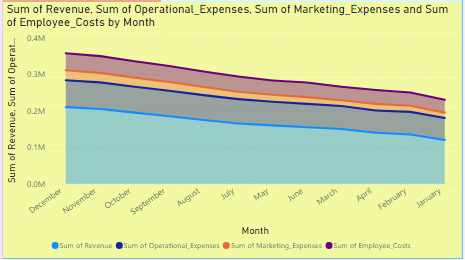 Sum of Revenue, Sum of Operational_Expenses, Sum of Marketing_Expenses and Sum
of Employee_Costs by Month
Sum of Revenue, Sum of Operat...
0.4M
0.3M
0.2M
0.1M
0.0M
December
November
October
September
August
July
May
June
March
April
February
January
Month
Sum of Revenue Sum of Operational_Expenses Sum of Marketing_Expenses Sum of Employee_Costs